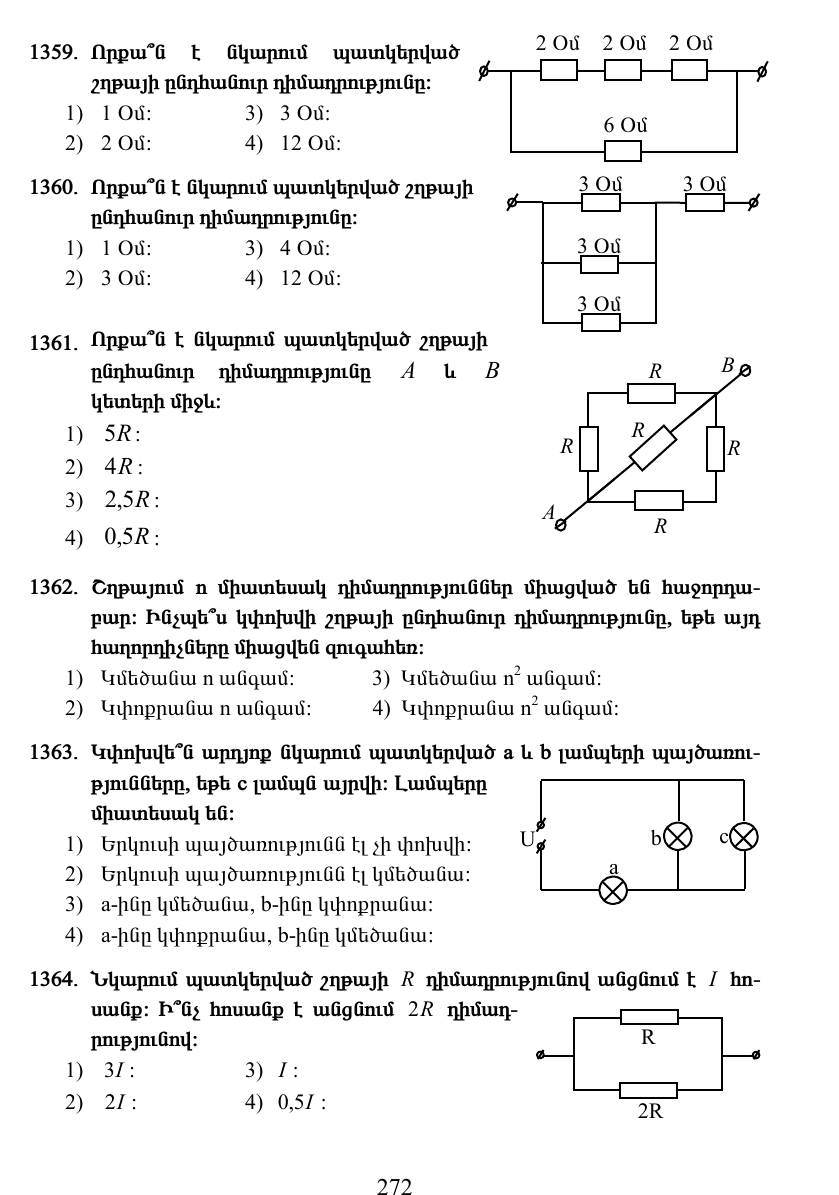 1359. Որքա՞ն է նկարում պատկերված
շղթայի ընդհանուր դիմադրությունը:
1) 1 Օմ: 3) 3 Օմ:
2) 2 Օմ: 4) 12 Օմ:
2 Օմ 2 Օմ 2 Օմ
6 Օմ
1360. Որքա՞ն է նկարում պատկերված շղթայի
ընդհանուր դիմադրությունը:
1) 1 Օմ: 3) 4 Օմ:
2) 3 Օմ: 4) 12 Օմ:
3 Օմ 3 Օմ
3 Օմ
3 Օմ
1361. Որքա՞ն է նկարում պատկերված շղթայի
ընդհանուր դիմադրությունը A և B
կետերի միջև:
1) 5R :
2) 4R :
3) 2,5R :
4) 0,5R :
R B
R R R
A R
1362. Շղթայում n միատեսակ դիմադրություններ միացված են հաջորդա-
բար: Ինչպե՞ս կփոխվի շղթայի ընդհանուր դիմադրությունը, եթե այդ
հաղորդիչները միացվեն զուգահեռ:
1) Կմեծանա n անգամ: 3) Կմեծանա n² անգամ:
2) Կփոքրանա n անգամ: 4) Կփոքրանա n² անգամ:
1363. Կփոխվե՞ն արդյոք նկարում պատկերված a և b լամպերի պայծառու-
թյունները, եթե c լամպն այրվի: Լամպերը
միատեսակ են:
1) Երկուսի պայծառությունն էլ չի փոխվի:
2) Երկուսի պայծառությունն էլ կմեծանա:
3) a-ինը կմեծանա, b-ինը կփոքրանա:
4) a-ինը կփոքրանա, b-ինը կմեծանա:
U b c
a
1364. Նկարում պատկերված շղթայի R դիմադրությունով անցնում է I հո-
սանք: Ի՞նչ հոսանք է անցնում 2R դիմադ-
րությունով:
1) 3I : 3) I :
2) 2I : 4) 0,5I :
R
2R
272